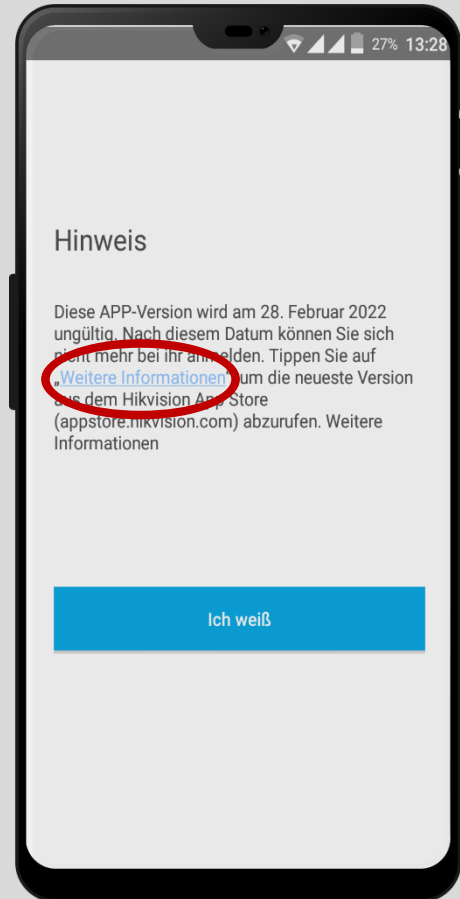 27% 13:28
Hinweis
Diese APP-Version wird am 28. Februar 2022
ungültig. Nach diesem Datum können Sie sich
nicht mehr bei ihr anmelden. Tippen Sie auf
„Weitere Informationen“, um die neueste Version
aus dem Hikvision App Store
(appstore.hikvision.com) abzurufen. Weitere
Informationen
Ich weiß